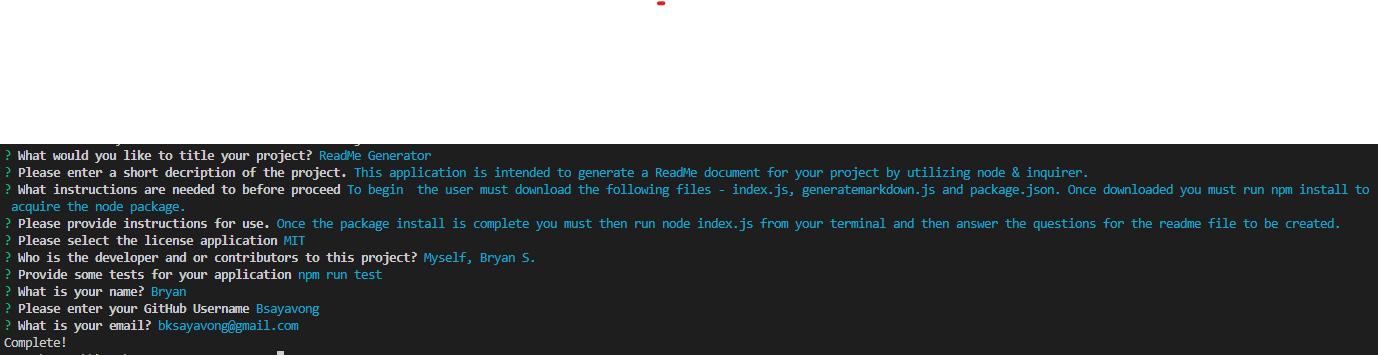 ? What would you like to title your project? ReadMe Generator
? Please enter a short decription of the project. This application is intended to generate a ReadMe document for your project by utilizing node & inquirer.
? What instructions are needed to before proceed To begin  the user must download the following files - index.js, generatemarkdown.js and package.json. Once downloaded you must run npm install to
acquire the node package.
? Please provide instructions for use. Once the package install is complete you must then run node index.js from your terminal and then answer the questions for the readme file to be created.
? Please select the license application MIT
? Who is the developer and or contributors to this project? Myself, Bryan S.
? Provide some tests for your application npm run test
? What is your name? Bryan
? Please enter your GitHub Username Bsayavong
? What is your email? bksayavong@gmail.com
Complete!